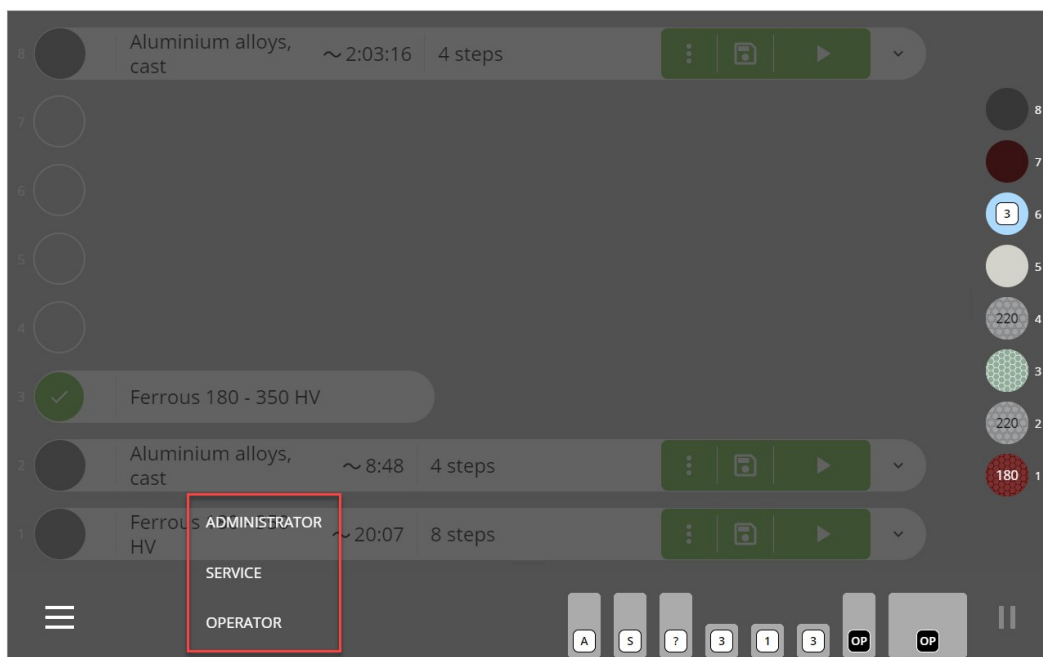 8
Aluminium alloys,
cast
~ 2:03:16
4 steps
7
6
5
4
3
Ferrous 180 - 350 HV
2
Aluminium alloys,
cast
~ 8:48
4 steps
1
Ferrous
HV
~ 20:07
8 steps
ADMINISTRATOR
SERVICE
OPERATOR
8
7
3 6
5
220 4
3
220 2
180 1
A S ? 3 1 3 OP OP